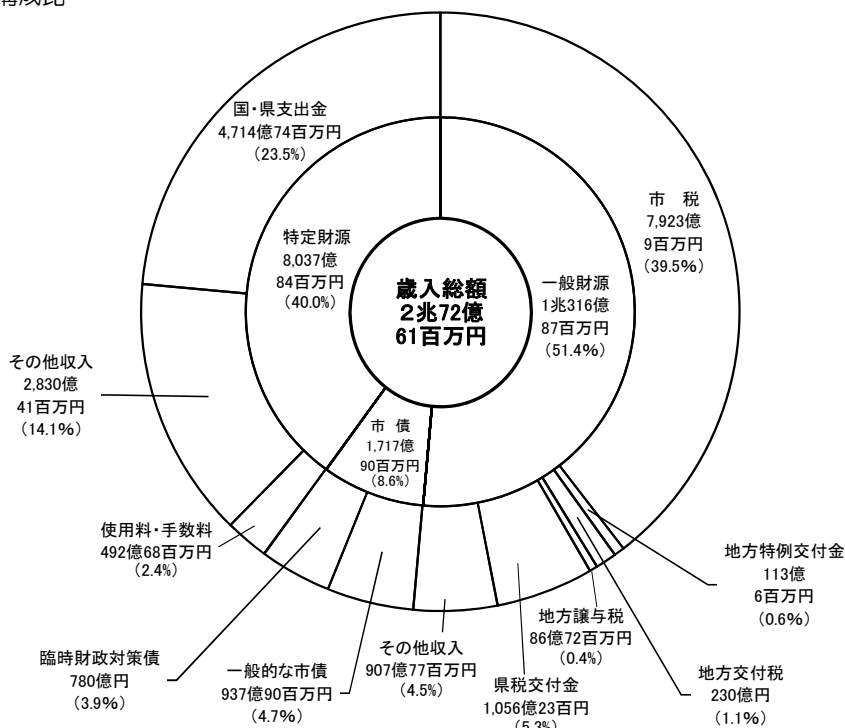 構成比
国・県支出金
4,714億74百万円
(23.5%)
市 税
7,923億
9百万円
(39.5%)
特定財源
8,037億
84百万円
(40.0%)
歳入総額
2兆72億
61百万円
一般財源
1兆316億
87百万円
(51.4%)
その他収入
2,830億
41百万円
(14.1%)
市 債
1,717億
90百万円
(8.6%)
使用料・手数料
492億68百万円
(2.4%)
臨時財政対策債
780億円
(3.9%)
一般的な市債
937億90百万円
(4.7%)
その他収入
907億77百万円
(4.5%)
県税交付金
1,056億23百万円
(5.3%)
地方譲与税
86億72百万円
(0.4%)
地方特例交付金
113億
6百万円
(0.6%)
地方交付税
230億円
(1.1%)